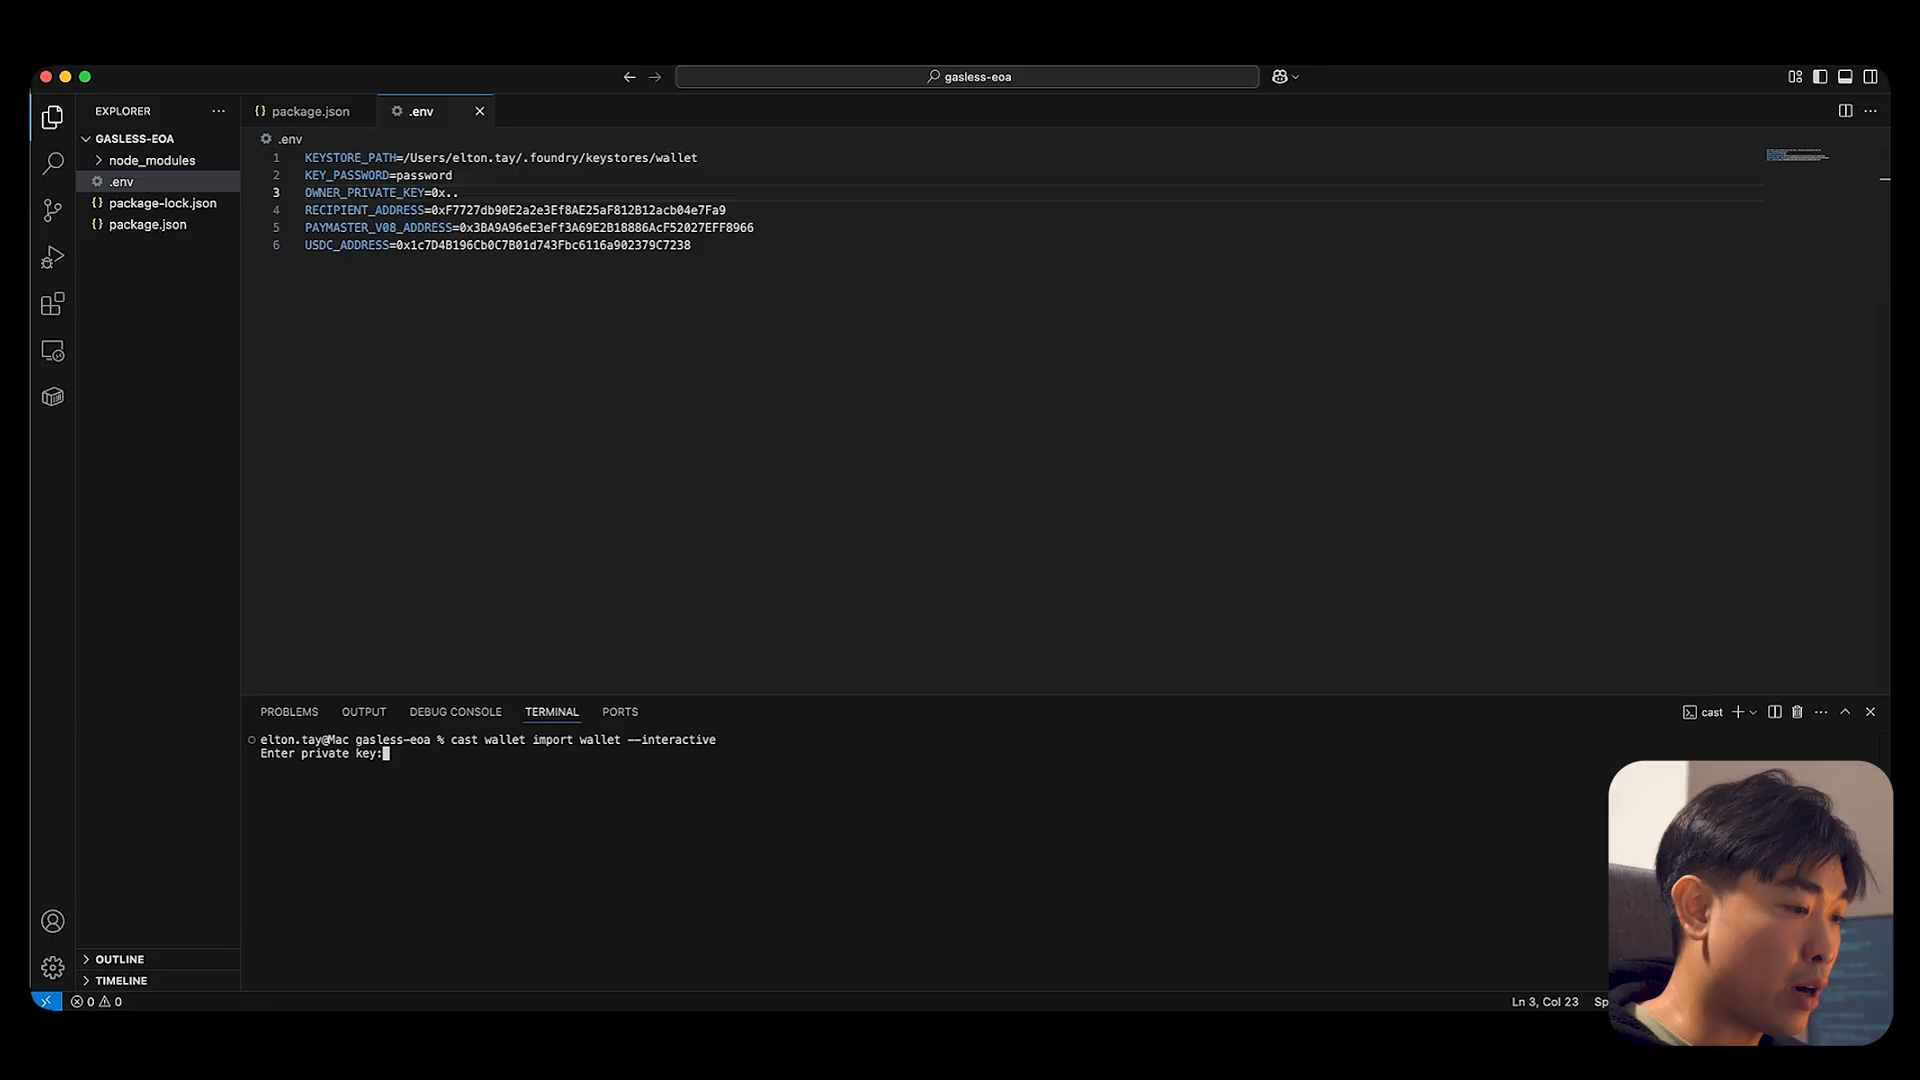 gasless-eoa
EXPLORER
package.json
.env
GASLESS-EOA
.env
node_modules
.env
package-lock.json
package.json
1 KEYSTORE_PATH=/Users/elton.tay/.foundry/keystores/wallet
2 KEY_PASSWORD=password
3 OWNER_PRIVATE_KEY=0x..
4 RECIPIENT_ADDRESS=0xF7727db90E2a2e3Ef8AE25aF812B12acb04e7Fa9
5 PAYMASTER_V08_ADDRESS=0x3BA9A96eE3eFf3A69E2B18886AcF52027EFF8966
6 USDC_ADDRESS=0x1c7D4B196Cb0C7B01d743Fbc6116a902379C7238
PROBLEMS OUTPUT DEBUG CONSOLE TERMINAL PORTS
cast
elton.tay@Mac gasless-eoa % cast wallet import wallet --interactive
Enter private key:
OUTLINE
TIMELINE
0 0
Ln 3, Col 23 Sp